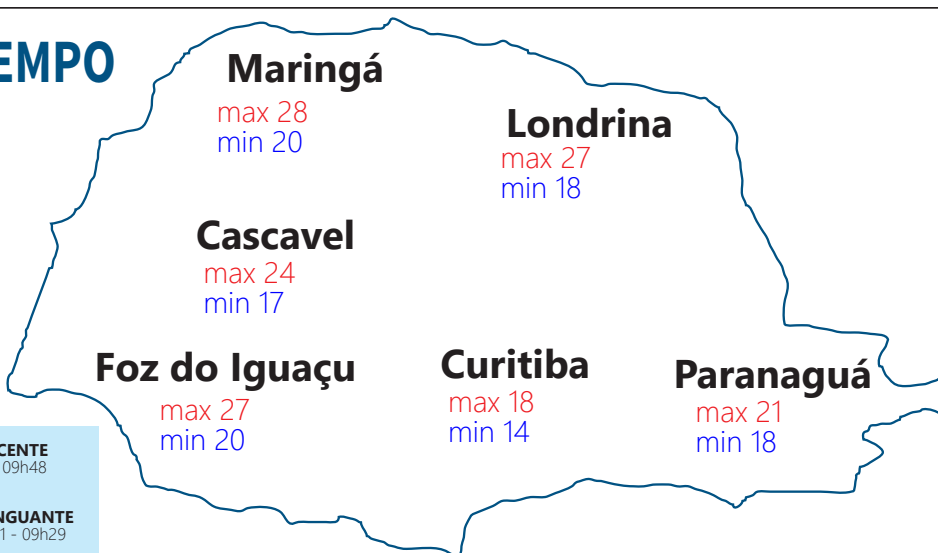 EMPO
Maringá
max 28
min 20
Londrina
max 27
min 18
Cascavel
max 24
min 17
Foz do Iguaçu
max 27
min 20
Curitiba
max 18
min 14
Paranaguá
max 21
min 18
CENTE
09h48
NGUANTE
1 - 09h29